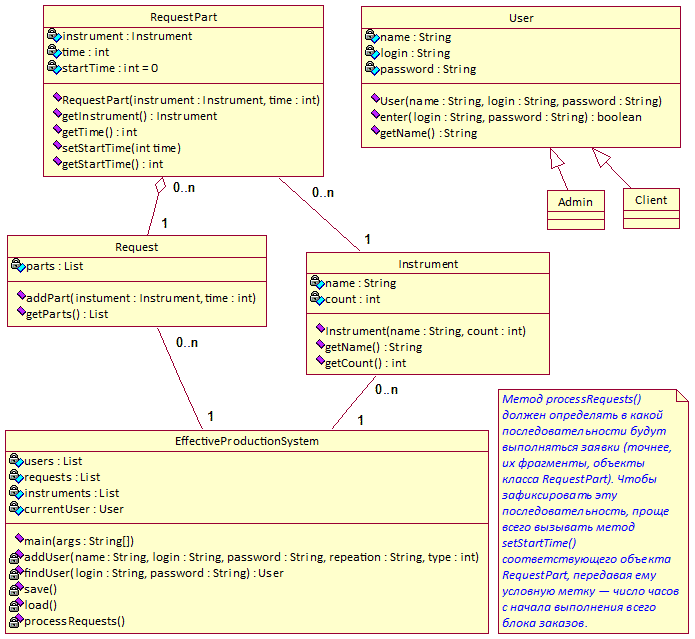 RequestPart
instrument : Instrument
time : int
startTime : int = 0
RequestPart(instrument : Instrument, time : int)
getInstrument() : Instrument
getTime() : int
setStartTime(int time)
getStartTime() : int
User
name : String
login : String
password : String
User(name : String, login : String, password : String)
enter(login : String, password : String) : boolean
getName() : String
Admin
Client
0..n
1
0..n
1
Request
parts : List
addPart(instument : Instrument, time : int)
getParts() : List
Instrument
name : String
count : int
Instrument(name : String, count : int)
getName() : String
getCount() : int
0..n
1
0..n
1
EffectiveProductionSystem
users : List
requests : List
instruments : List
currentUser : User
main(args : String[])
addUser(name : String, login : String, password : String, repeation : String, type : int)
findUser(login : String, password : String) : User
save()
load()
processRequests()
Метод processRequests()
должен определять в какой
последовательности будут
выполняться заявки (точнее,
их фрагменты, объекты
класса RequestPart). Чтобы
зафиксировать эту
последовательность, проще
всего вызывать метод
setStartTime()
соответствующего объекта
RequestPart, передавая ему
условную метку — число часов
с начала выполнения всего
блока заказов.